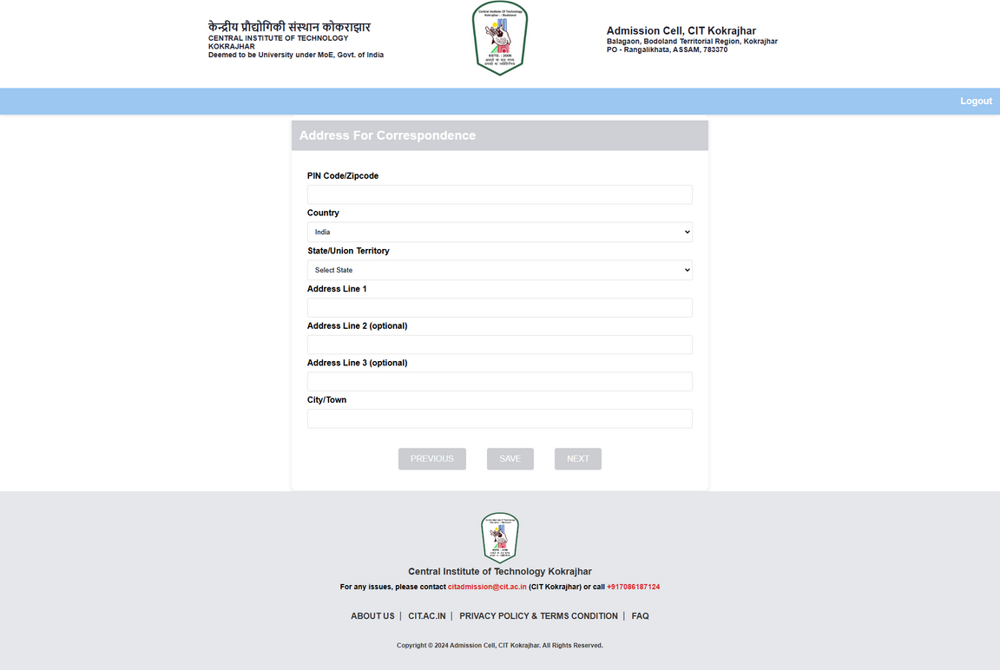 केन्द्रीय प्रौद्योगिकी संस्थान कोकराझार
CENTRAL INSTITUTE OF TECHNOLOGY
KOKRAJHAR
Deemed to be University under MoE, Govt. of India
Central Institute Of Technology
Kokrajhar : : Bodoland
ESTD. : 2006
Admission Cell, CIT Kokrajhar
Balagaon, Bodoland Territorial Region, Kokrajhar
PO - Rangalikhata, ASSAM, 783370
Logout
Address For Correspondence
PIN Code/Zipcode
Country
India
State/Union Territory
Select State
Address Line 1
Address Line 2 (optional)
Address Line 3 (optional)
City/Town
PREVIOUS SAVE NEXT
Central Institute of Technology Kokrajhar
For any issues, please contact citadmission@cit.ac.in (CIT Kokrajhar) or call +917086187124
ABOUT US | CIT.AC.IN | PRIVACY POLICY & TERMS CONDITION | FAQ
Copyright © 2024 Admission Cell, CIT Kokrajhar. All Rights Reserved.